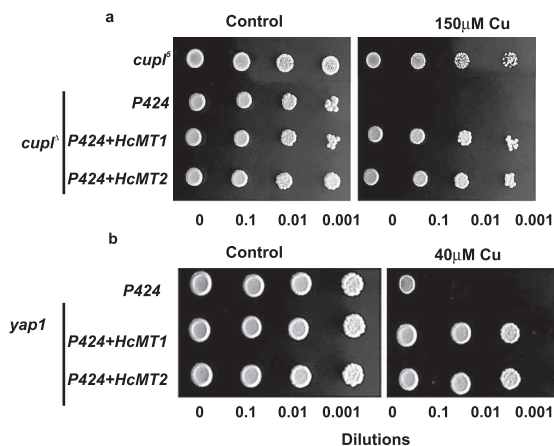 a
Control
150µM Cu
cupI⁵
P424
cupI^Δ
P424+HcMT1
P424+HcMT2
0 0.1 0.01 0.001 0 0.1 0.01 0.001
b
Control
40µM Cu
P424
yap1
P424+HcMT1
P424+HcMT2
0 0.1 0.01 0.001 0 0.1 0.01 0.001
Dilutions